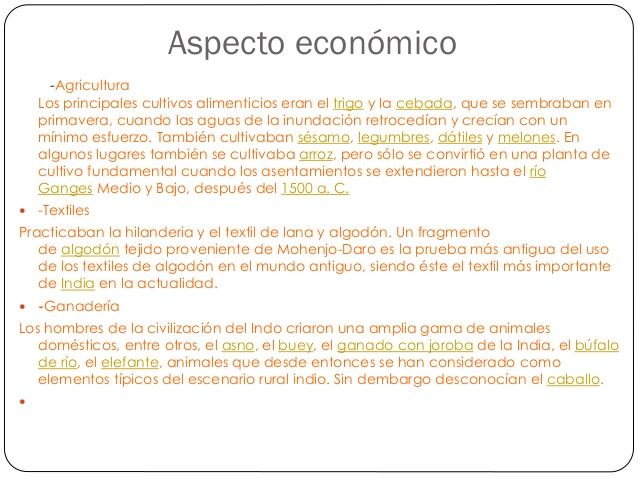 Aspecto económico
-Agricultura
Los principales cultivos alimenticios eran el trigo y la cebada, que se sembraban en
primavera, cuando las aguas de la inundación retrocedían y crecían con un
mínimo esfuerzo. También cultivaban sésamo, legumbres, dátiles y melones. En
algunos lugares también se cultivaba arroz, pero sólo se convirtió en una planta de
cultivo fundamental cuando los asentamientos se extendieron hasta el río
Ganges Medio y Bajo, después del 1500 a. C.
• -Textiles
Practicaban la hilanderia y el textil de lana y algodón. Un fragmento
de algodón tejido proveniente de Mohenjo-Daro es la prueba más antigua del uso
de los textiles de algodón en el mundo antiguo, siendo éste el textil más importante
de India en la actualidad.
• -Ganadería
Los hombres de la civilización del Indo criaron una amplia gama de animales
domésticos, entre otros, el asno, el buey, el ganado con joroba de la India, el búfalo
de río, el elefante, animales que desde entonces se han considerado como
elementos típicos del escenario rural indio. Sin dembargo desconocían el caballo.
•